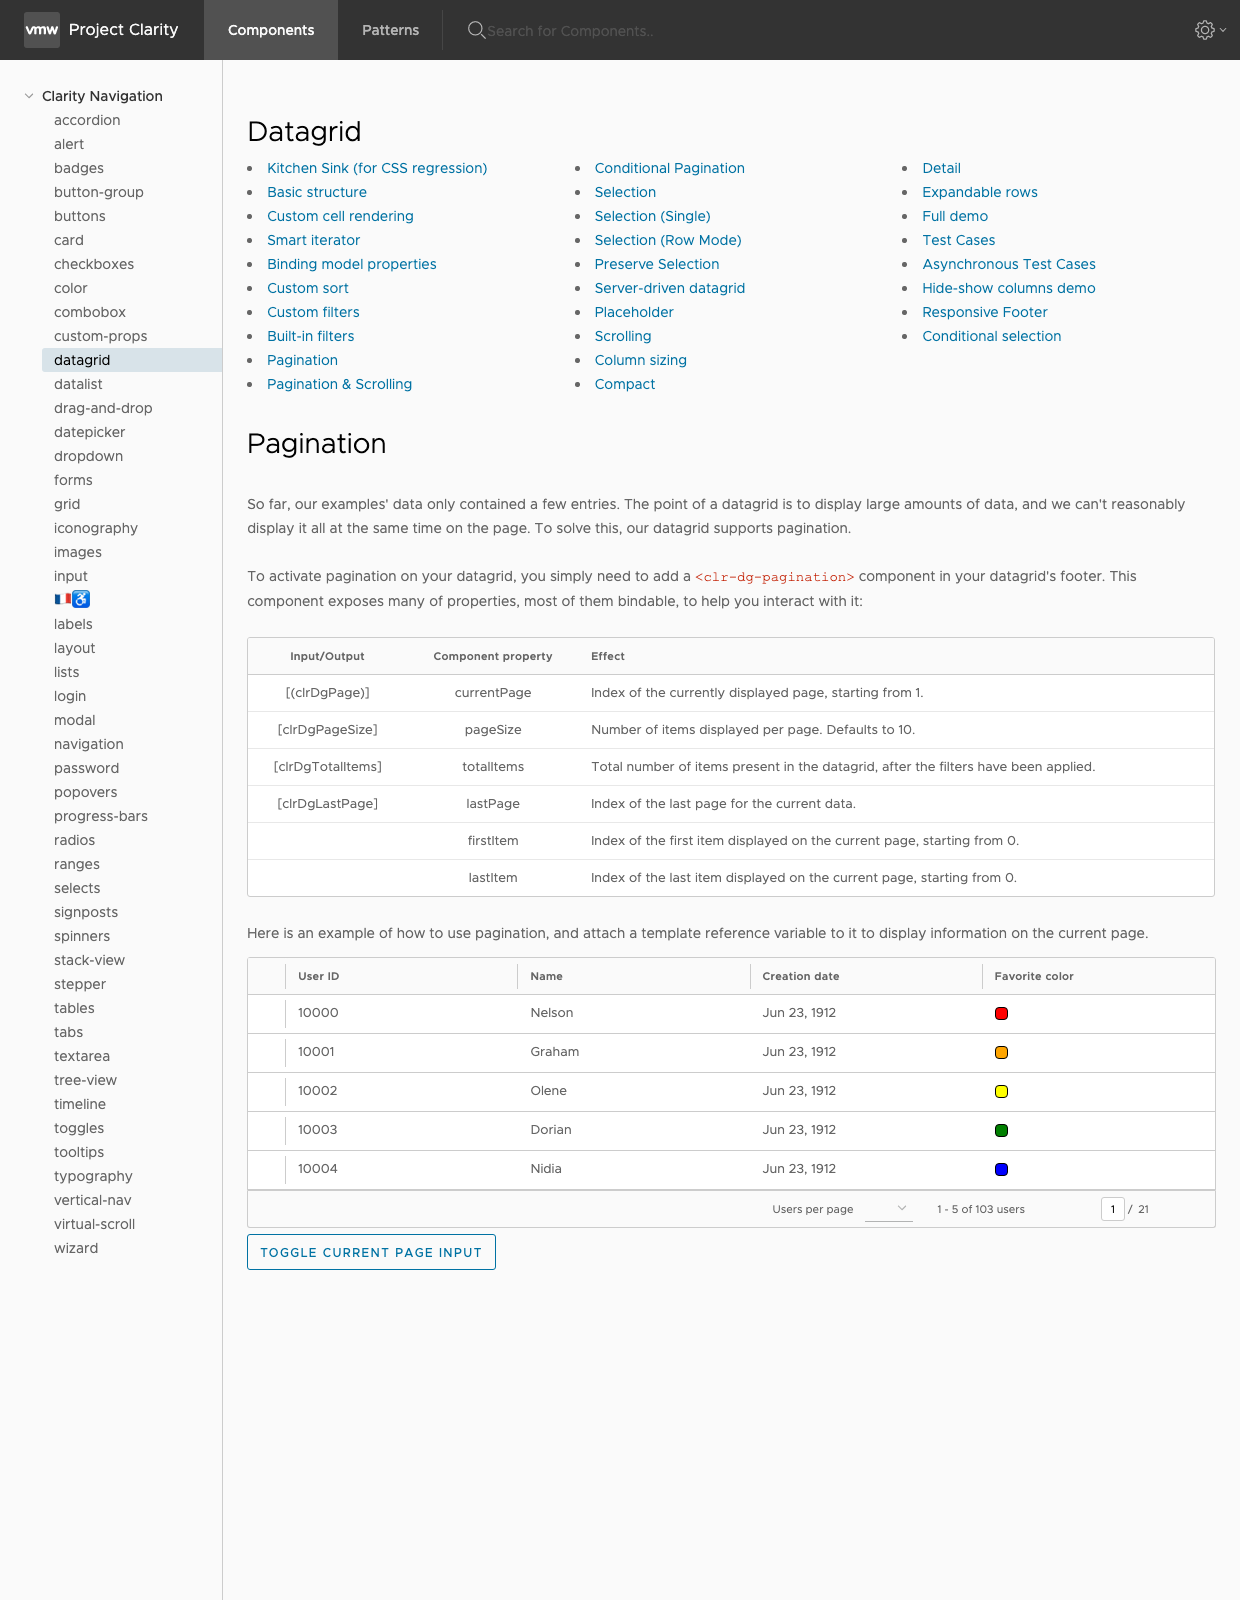 vmw Project Clarity Components Patterns Search for Components..
Clarity Navigation
accordion
alert
badges
button-group
buttons
card
checkboxes
color
combobox
custom-props
datagrid
datalist
drag-and-drop
datepicker
dropdown
forms
grid
iconography
images
input
🇫🇷♿
labels
layout
lists
login
modal
navigation
password
popovers
progress-bars
radios
ranges
selects
signposts
spinners
stack-view
stepper
tables
tabs
textarea
tree-view
timeline
toggles
tooltips
typography
vertical-nav
virtual-scroll
wizard
Datagrid
Kitchen Sink (for CSS regression)
Basic structure
Custom cell rendering
Smart iterator
Binding model properties
Custom sort
Custom filters
Built-in filters
Pagination
Pagination & Scrolling
Conditional Pagination
Selection
Selection (Single)
Selection (Row Mode)
Preserve Selection
Server-driven datagrid
Placeholder
Scrolling
Column sizing
Compact
Detail
Expandable rows
Full demo
Test Cases
Asynchronous Test Cases
Hide-show columns demo
Responsive Footer
Conditional selection
Pagination
So far, our examples' data only contained a few entries. The point of a datagrid is to display large amounts of data, and we can't reasonably
display it all at the same time on the page. To solve this, our datagrid supports pagination.
To activate pagination on your datagrid, you simply need to add a <clr-dg-pagination> component in your datagrid's footer. This
component exposes many of properties, most of them bindable, to help you interact with it:
Input/Output Component property Effect
[(clrDgPage)] currentPage Index of the currently displayed page, starting from 1.
[clrDgPageSize] pageSize Number of items displayed per page. Defaults to 10.
[clrDgTotalItems] totalItems Total number of items present in the datagrid, after the filters have been applied.
[clrDgLastPage] lastPage Index of the last page for the current data.
firstItem Index of the first item displayed on the current page, starting from 0.
lastItem Index of the last item displayed on the current page, starting from 0.
Here is an example of how to use pagination, and attach a template reference variable to it to display information on the current page.
User ID Name Creation date Favorite color
10000 Nelson Jun 23, 1912
10001 Graham Jun 23, 1912
10002 Olene Jun 23, 1912
10003 Dorian Jun 23, 1912
10004 Nidia Jun 23, 1912
Users per page 1 - 5 of 103 users 1 / 21
TOGGLE CURRENT PAGE INPUT